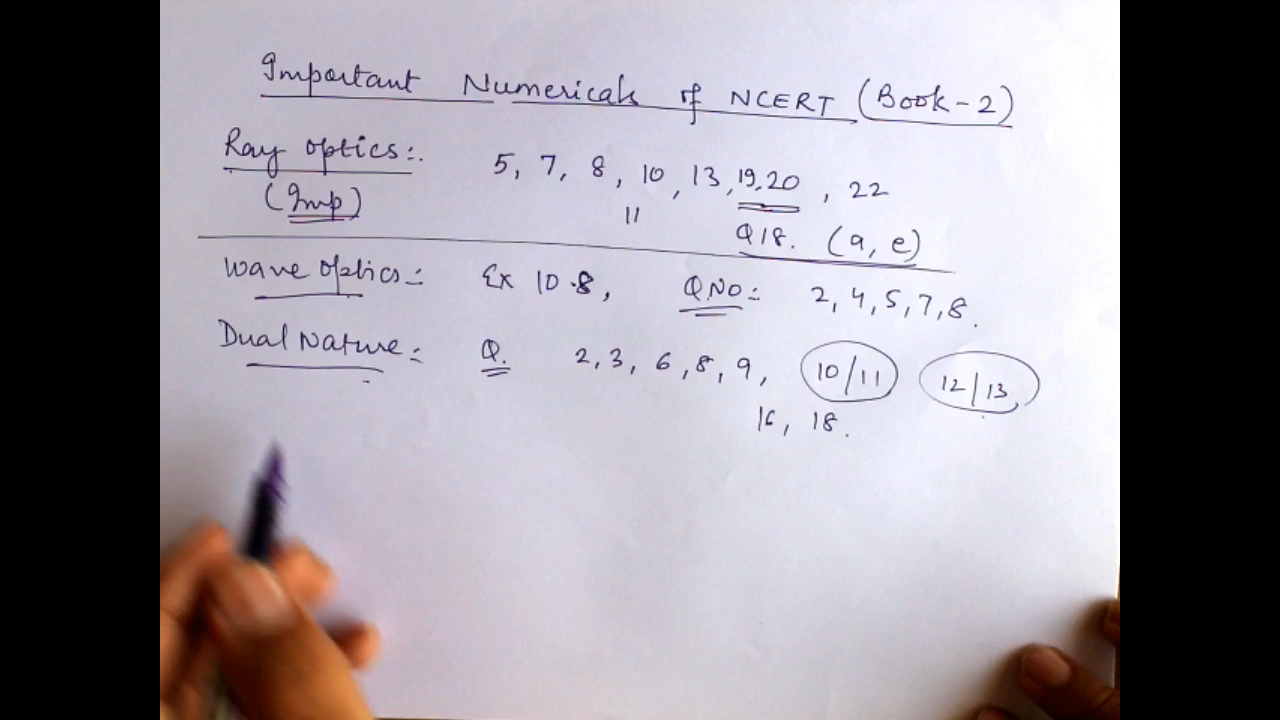 Important Numericals of NCERT (Book-2)
Ray optics:. 5, 7, 8, 10, 13, 19, 20, 22
(Imp) 11
Q18. (a, e)
Wave optics:- Ex 10.8, Q.NO:- 2, 4, 5, 7, 8.
Dual Nature:- Q. 2, 3, 6, 8, 9, 10/11 12/13
16, 18.